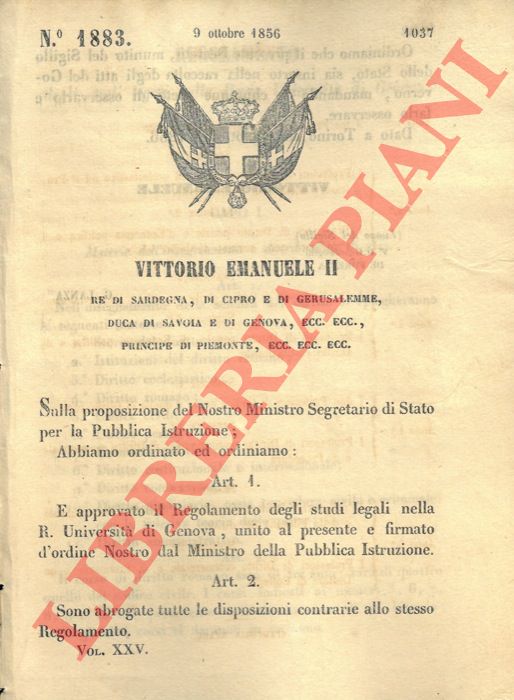 N.º 1883.
9 ottobre 1856
1037
VITTORIO EMANUELE II
RE DI SARDEGNA, DI CIPRO E DI GERUSALEMME,
DUCA DI SAVOIA E DI GENOVA, ECC. ECC.,
PRINCIPE DI PIEMONTE, ECC. ECC. ECC.
Sulla proposizione del Nostro Ministro Segretario di Stato
per la Pubblica Istruzione;
Abbiamo ordinato ed ordiniamo:
Art. 1.
E approvato il Regolamento degli studi legali nella
R. Università di Genova, unito al presente e firmato
d'ordine Nostro dal Ministro della Pubblica Istruzione.
Art. 2.
Sono abrogate tutte le disposizioni contrarie allo stesso
Regolamento.
VOL. XXV.
LIBRERIA PIANI